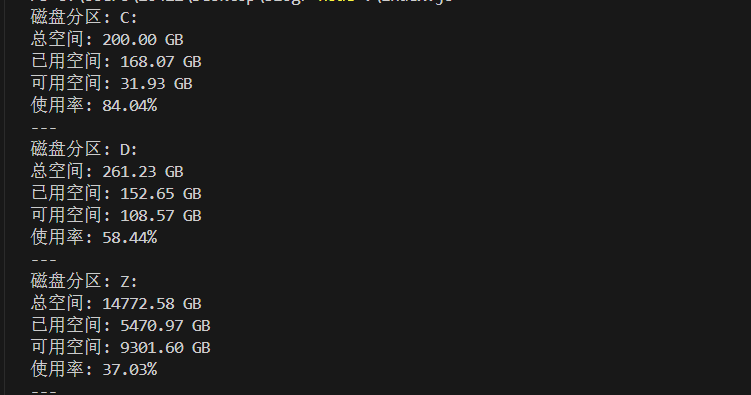 磁盘分区: C:
总空间: 200.00 GB
已用空间: 168.07 GB
可用空间: 31.93 GB
使用率: 84.04%
---
磁盘分区: D:
总空间: 261.23 GB
已用空间: 152.65 GB
可用空间: 108.57 GB
使用率: 58.44%
---
磁盘分区: Z:
总空间: 14772.58 GB
已用空间: 5470.97 GB
可用空间: 9301.60 GB
使用率: 37.03%
---